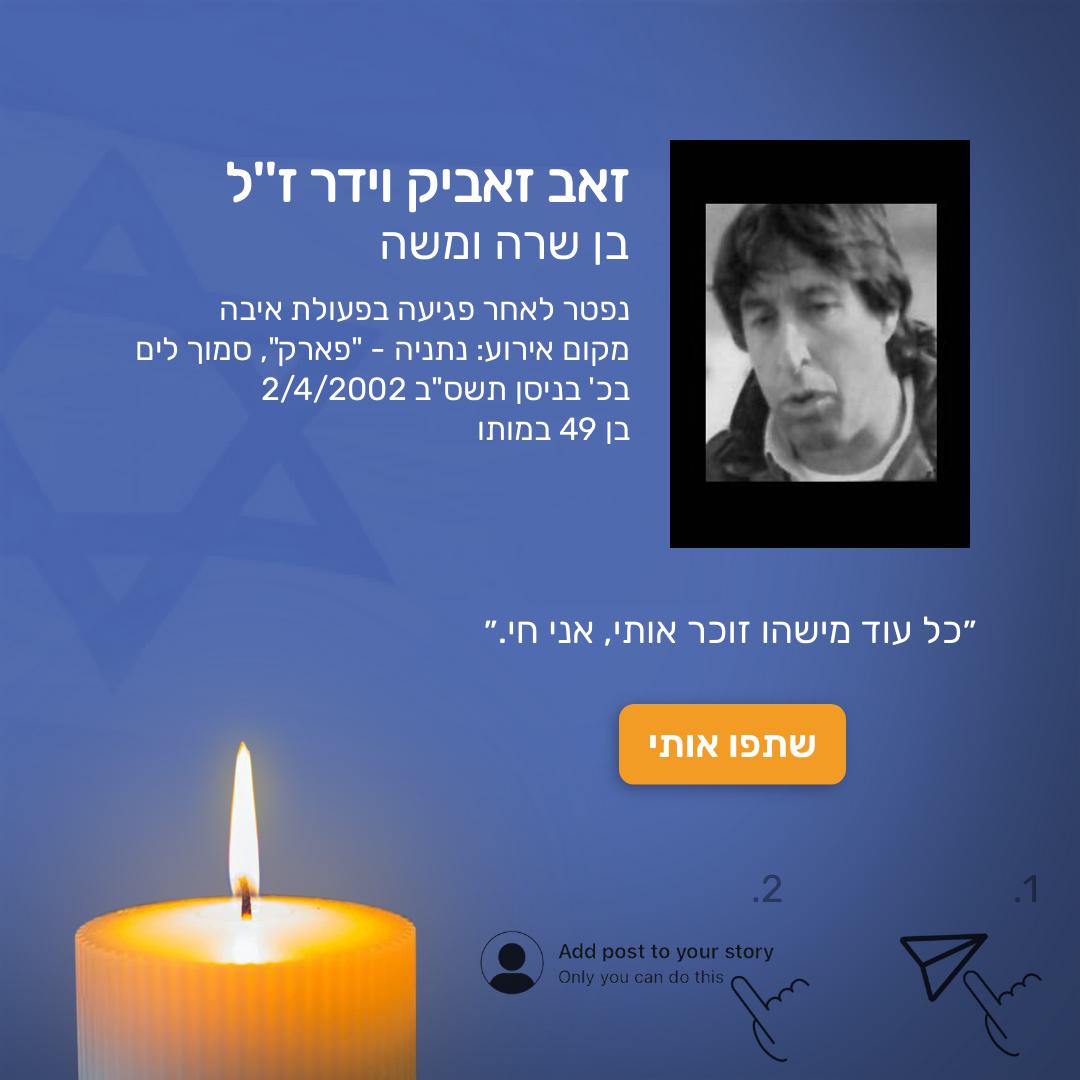 זאב זאביק וידר ז"ל
בן שרה ומשה
נפטר לאחר פגיעה בפעולת איבה
מקום אירוע: נתניה - "פארק", סמוך לים
בכ' בניסן תשס"ב 2/4/2002
בן 49 במותו
״כל עוד מישהו זוכר אותי, אני חי.״
שתפו אותי
1.
2.
Add post to your story
Only you can do this